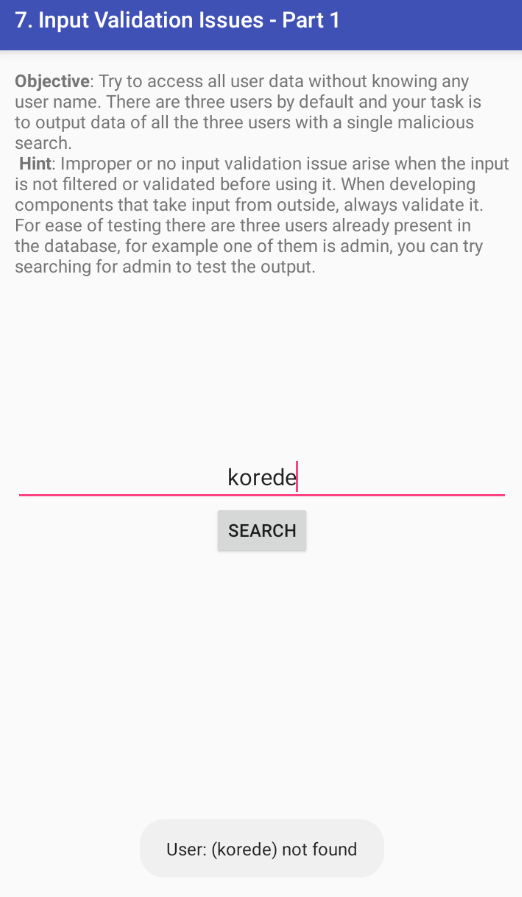 7. Input Validation Issues - Part 1
Objective: Try to access all user data without knowing any
user name. There are three users by default and your task is
to output data of all the three users with a single malicious
search.
Hint: Improper or no input validation issue arise when the input
is not filtered or validated before using it. When developing
components that take input from outside, always validate it.
For ease of testing there are three users already present in
the database, for example one of them is admin, you can try
searching for admin to test the output.
korede
SEARCH
User: (korede) not found